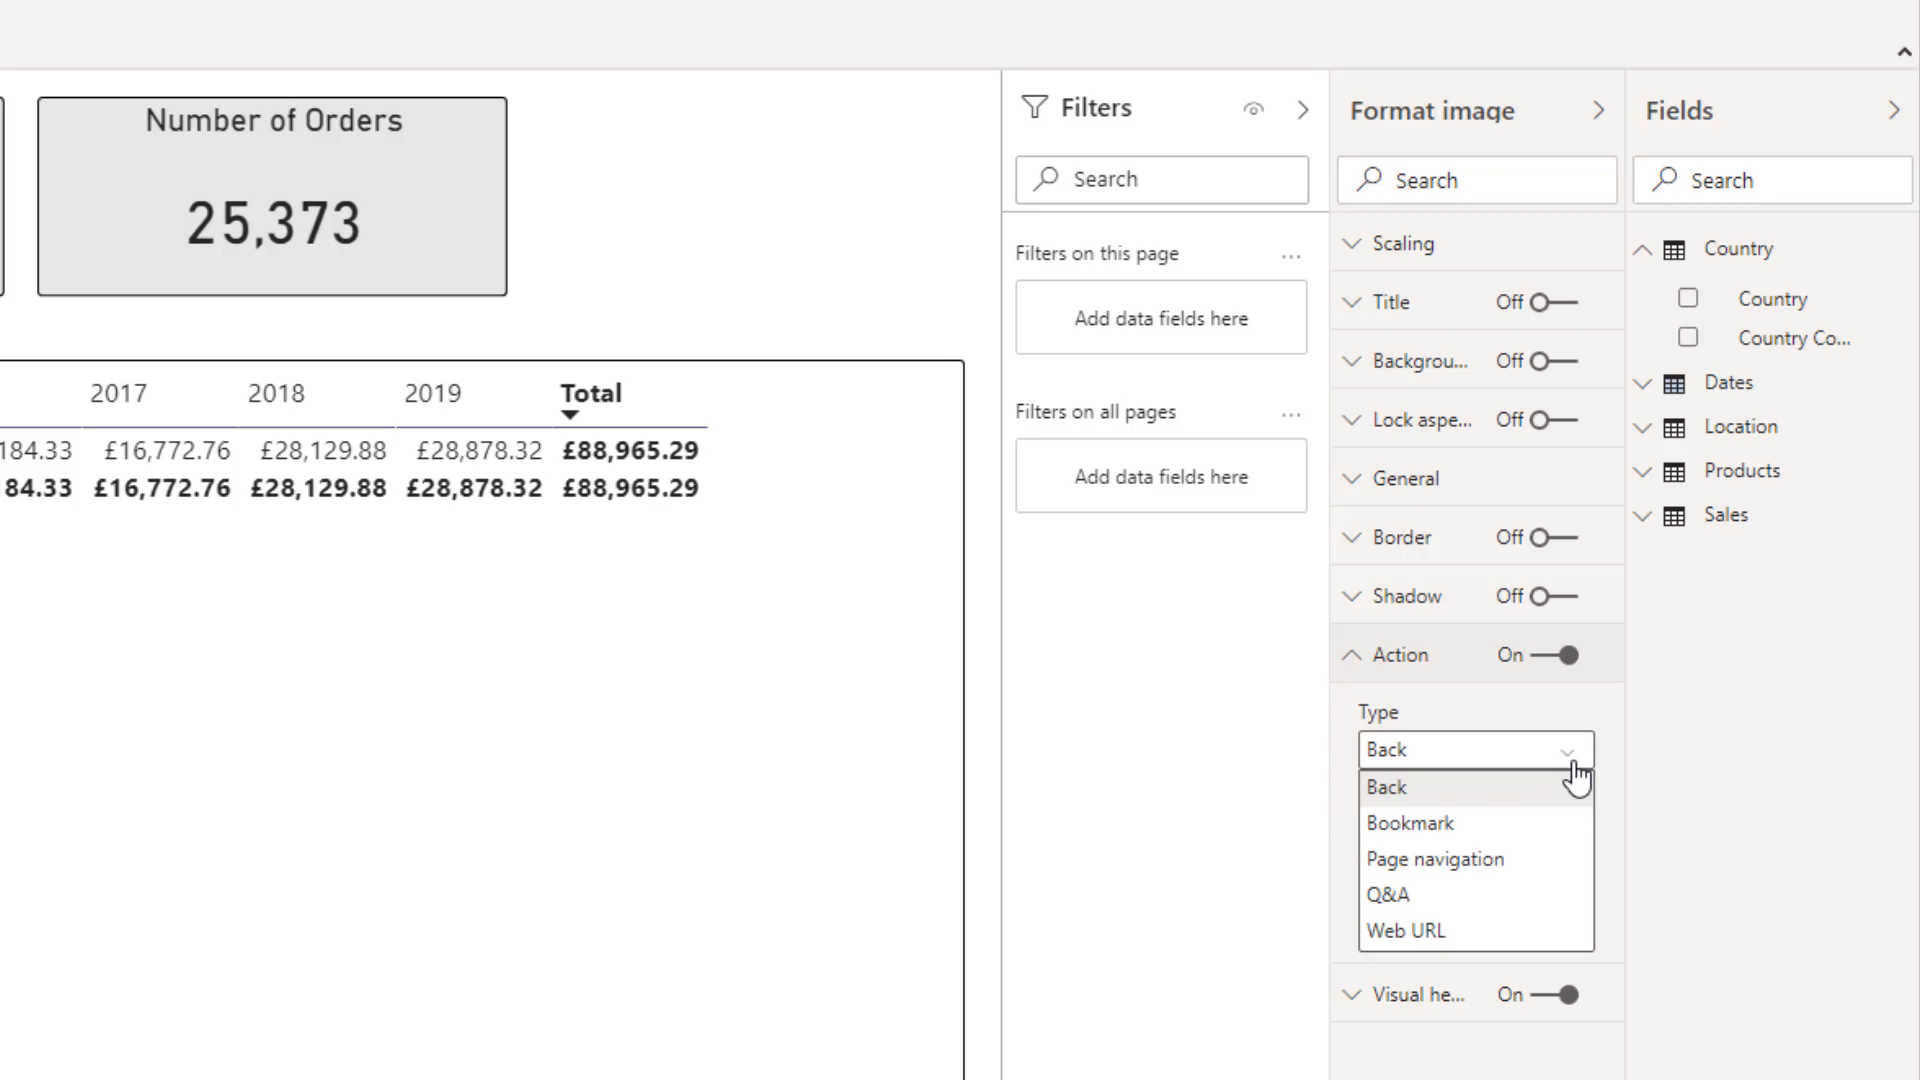 Number of Orders
25,373
2017 2018 2019 Total
184.33 £16,772.76 £28,129.88 £28,878.32 £88,965.29
84.33 £16,772.76 £28,129.88 £28,878.32 £88,965.29
Filters
Search
Filters on this page ...
Add data fields here
Filters on all pages ...
Add data fields here
Format image
Search
Scaling
Title Off
Backgrou... Off
Lock aspe... Off
General
Border Off
Shadow Off
Action On
Type
Back
Back
Bookmark
Page navigation
Q&A
Web URL
Visual he... On
Fields
Search
Country
Country
Country Co...
Dates
Location
Products
Sales